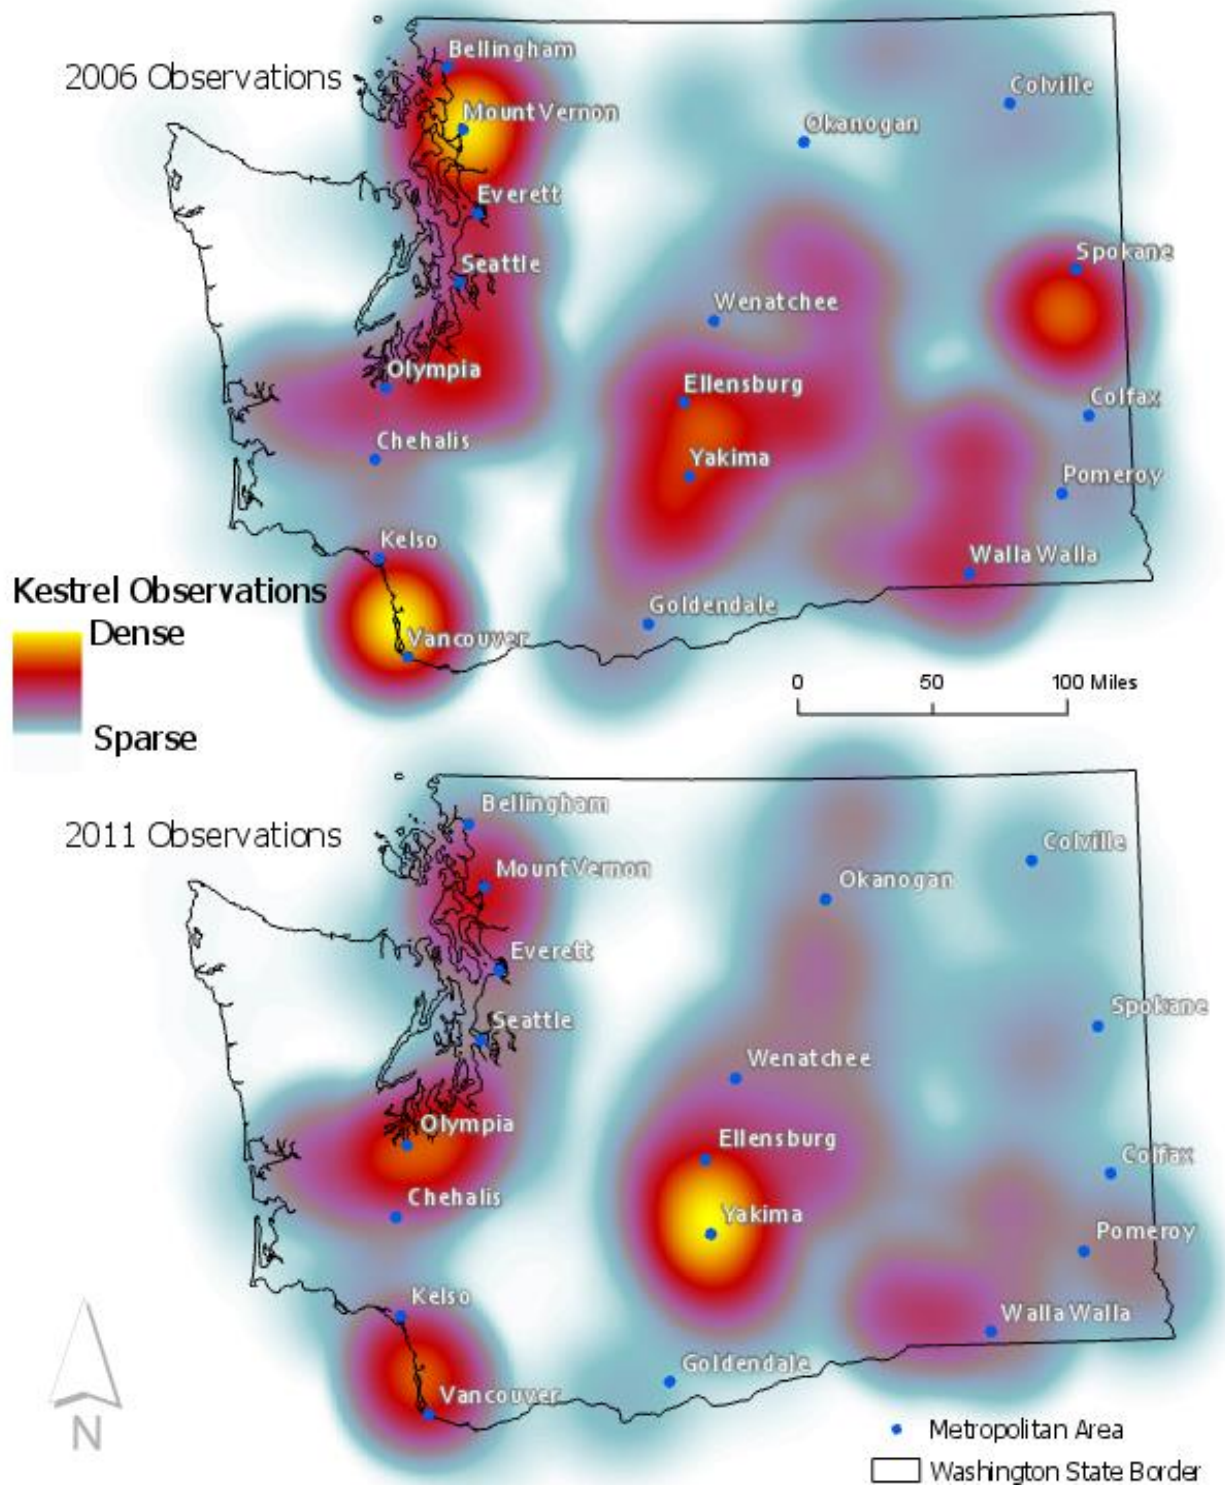 Bellingham
2006 Observations
Colville
Mount Vernon
Okanogan
Everett
Spokane
Seattle
Wenatchee
Olympia
Ellensburg
Colfax
Chehalis
Yakima
Pomeroy
Kelso
Walla Walla
Kestrel Observations
Dense
Goldendale
Vancouver
0 50 100 Miles
Sparse
Bellingham
2011 Observations
Colville
Mount Vernon
Okanogan
Everett
Spokane
Seattle
Wenatchee
Olympia
Ellensburg
Colfax
Chehalis
Yakima
Pomeroy
Kelso
Walla Walla
Goldendale
Vancouver
N
Metropolitan Area
Washington State Border